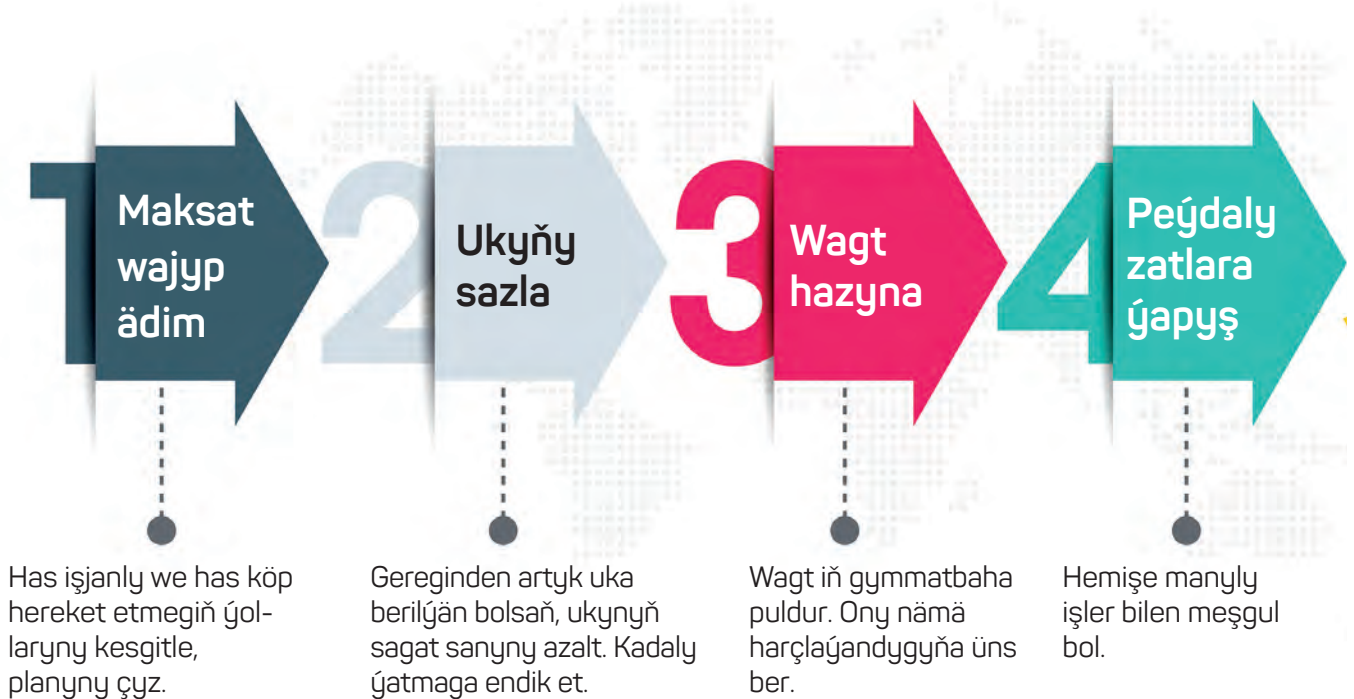 1
Maksat
wajyp
ädim
Has işjanly we has köp
hereket etmegiň ýol-
laryny kesgitle,
planyny çyz.
2
Ukyňy
sazla
Gereginden artyk uka
berilýän bolsaň, ukynyň
sagat sanyny azalt. Kadaly
ýatmaga endik et.
3
Wagt
hazyna
Wagt iň gymmatbaha
puldur. Ony nämä
harçlaýandygyňa üns
ber.
4
Peýdaly
zatlara
ýapyş
Hemişe manyly
işler bilen meşgul
bol.